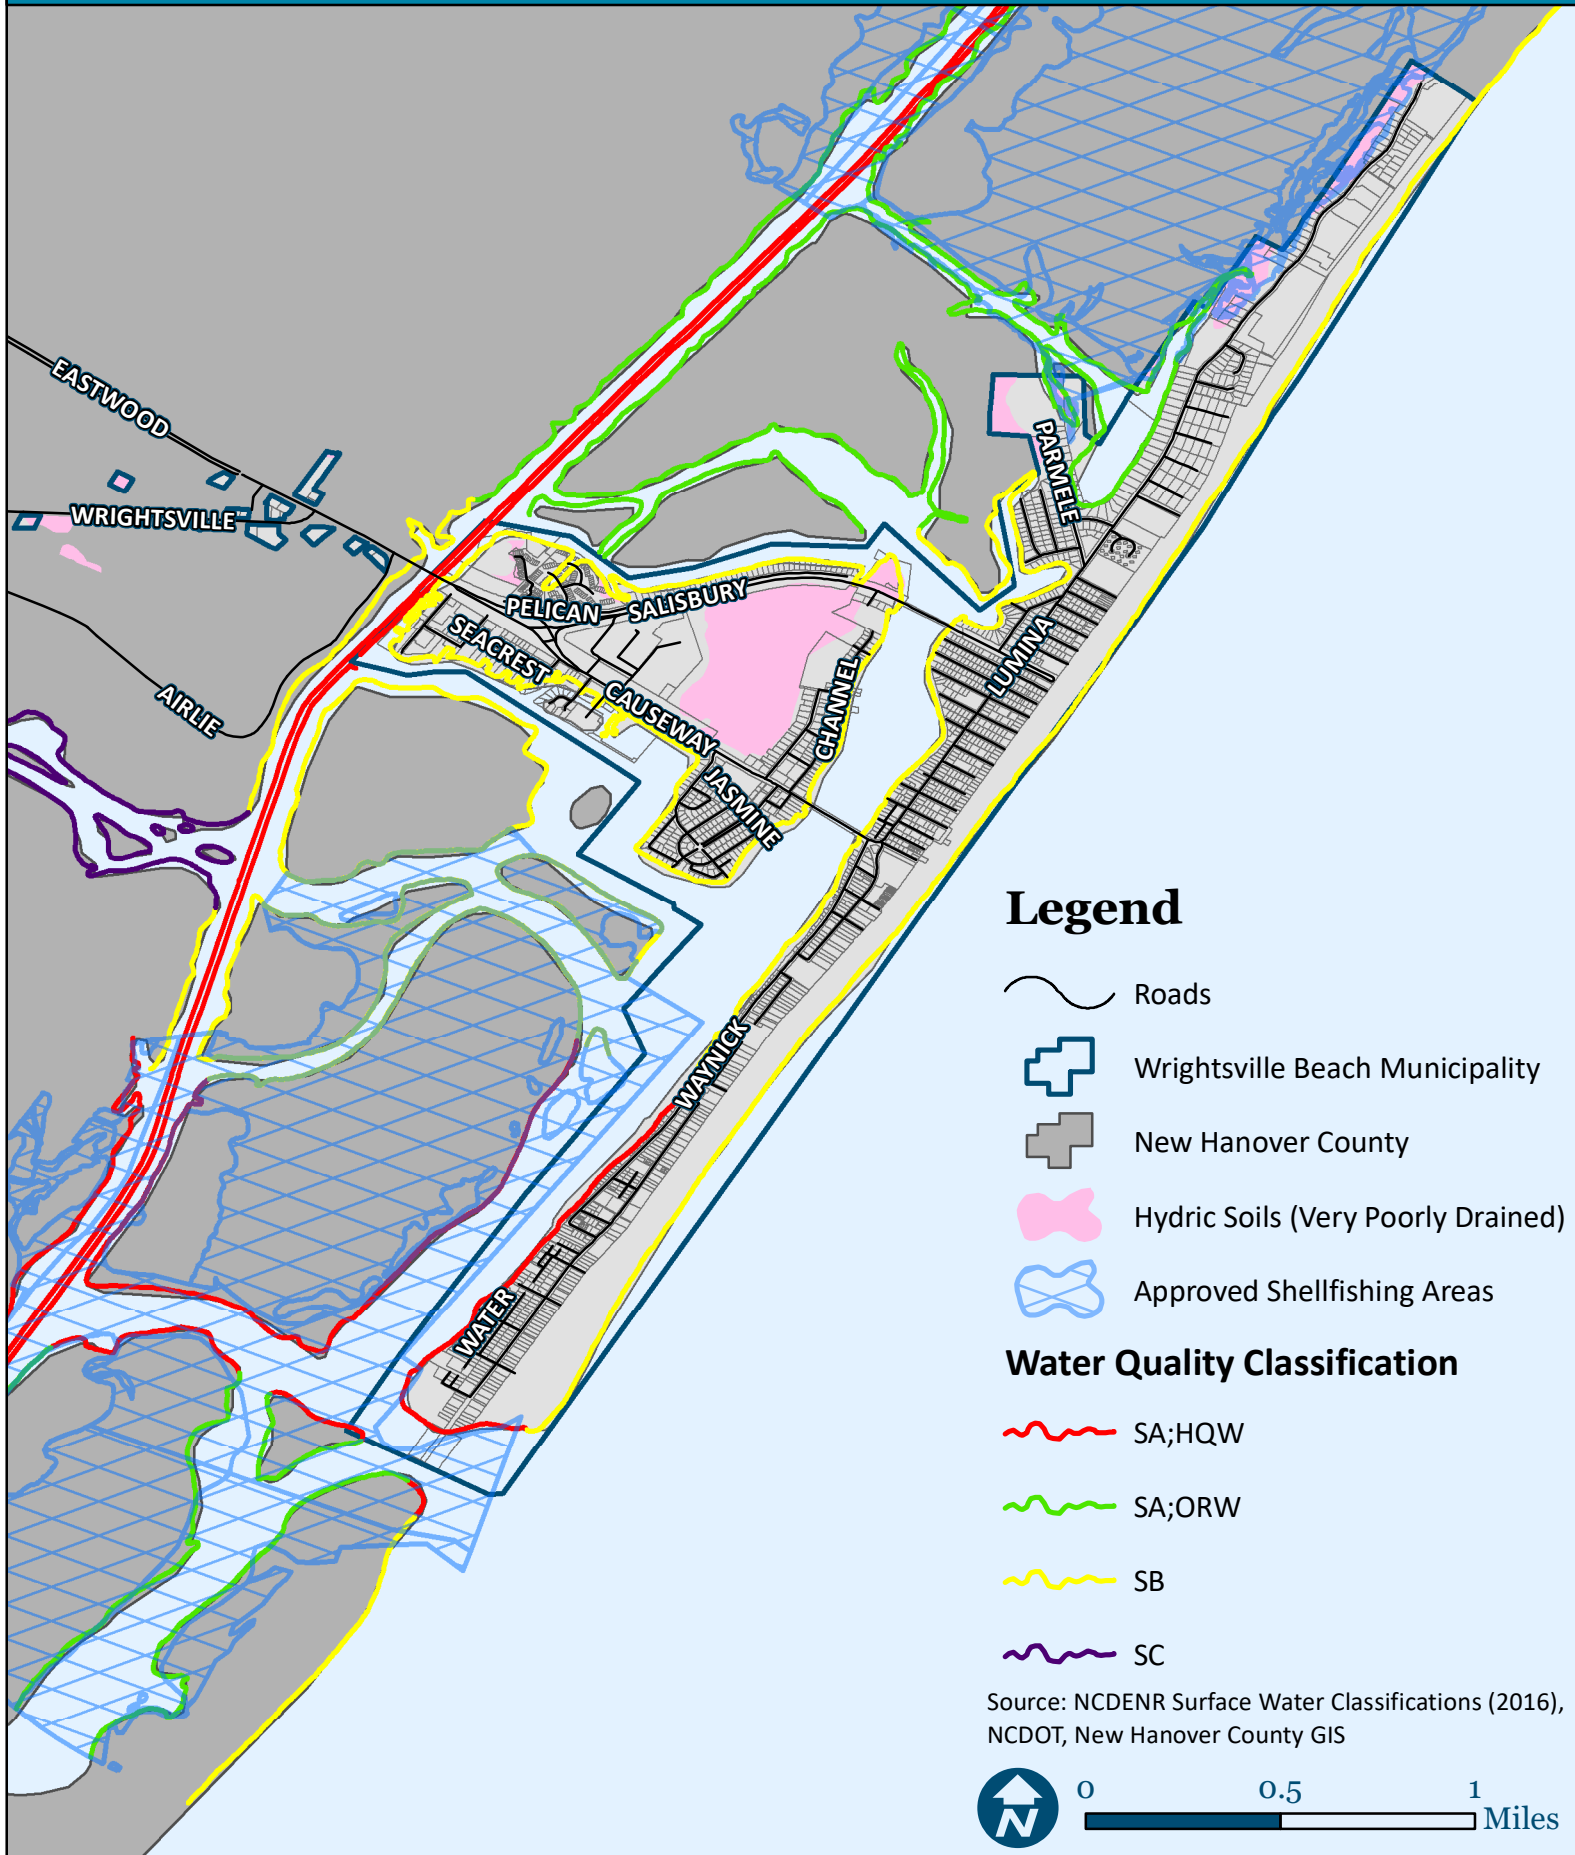 EASTWOOD
WRIGHTSVILLE
AIRLIE
PELICAN
SALISBURY
SEACREST
CAUSEWAY
JASMINE
CHANNEL
PARMELE
LUMINA
WAYNICK
WATER
Legend
Roads
Wrightsville Beach Municipality
New Hanover County
Hydric Soils (Very Poorly Drained)
Approved Shellfishing Areas
Water Quality Classification
SA;HQW
SA;ORW
SB
SC
Source: NCDENR Surface Water Classifications (2016),
NCDOT, New Hanover County GIS
N
0 0.5 1
Miles